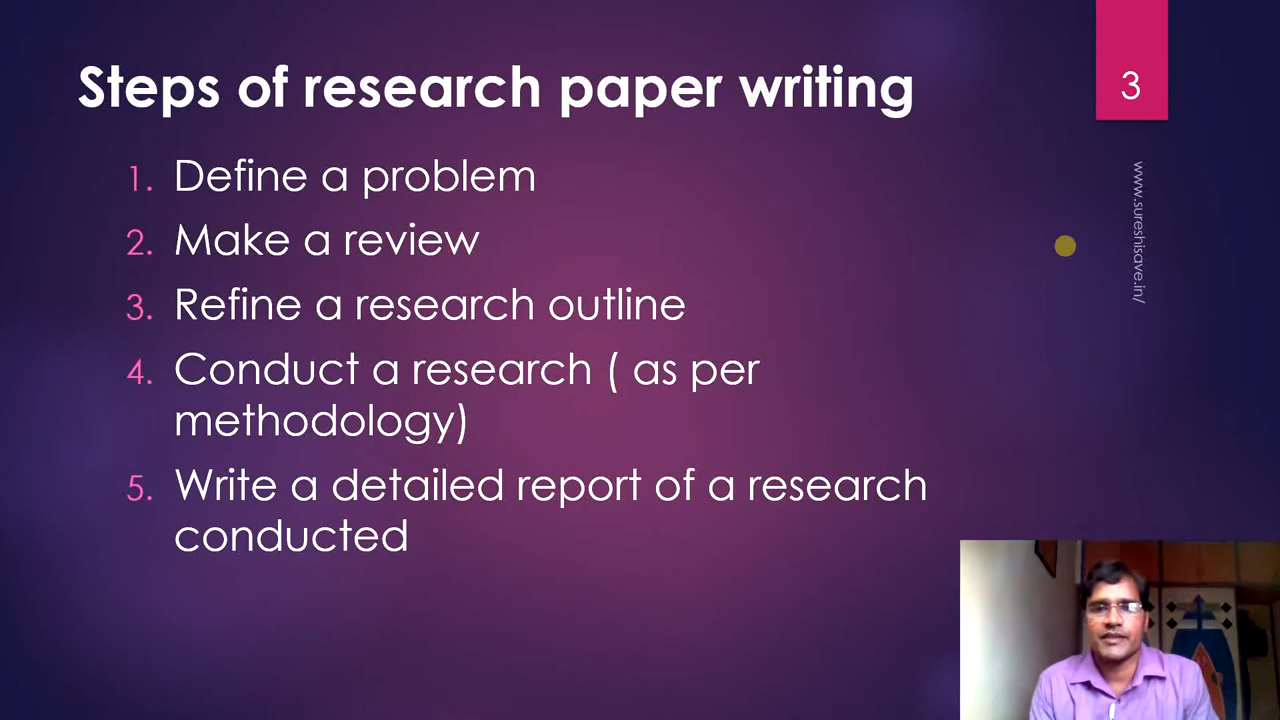 Steps of research paper writing
3
1. Define a problem
2. Make a review
3. Refine a research outline
4. Conduct a research ( as per
methodology)
5. Write a detailed report of a research
conducted
www.sureshisave.in/